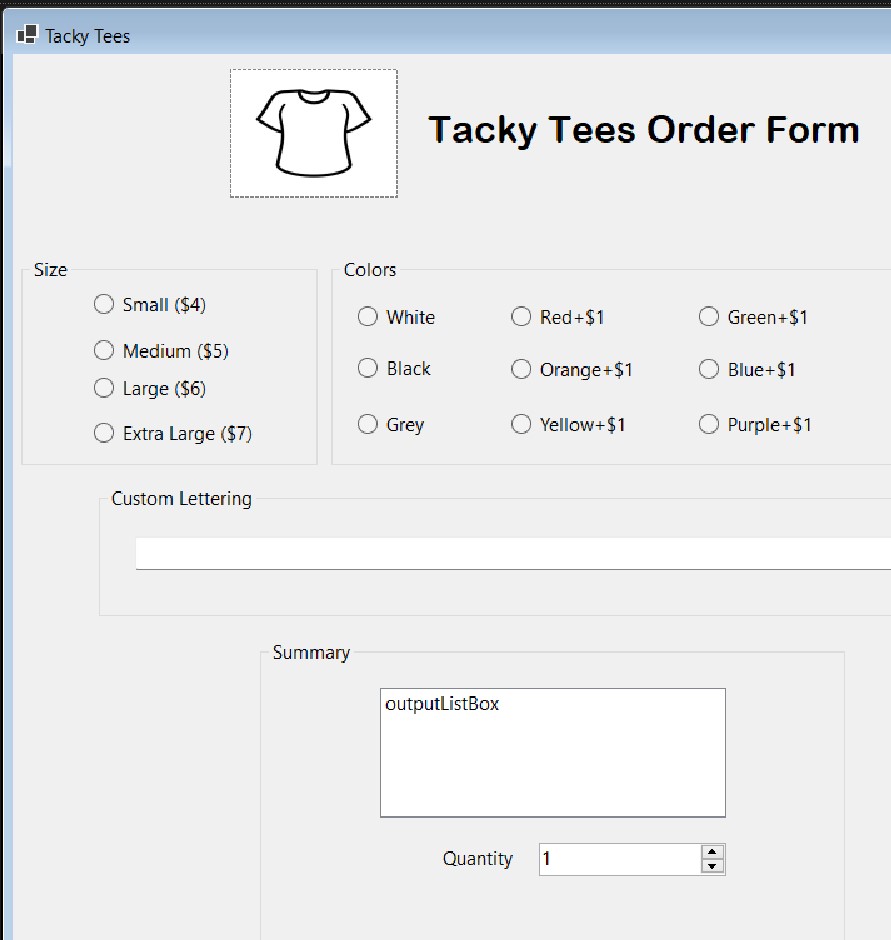 Tacky Tees
Tacky Tees Order Form
Size
Small ($4)
Medium ($5)
Large ($6)
Extra Large ($7)
Colors
White
Red+$1
Green+$1
Black
Orange+$1
Blue+$1
Grey
Yellow+$1
Purple+$1
Custom Lettering
Summary
outputListBox
Quantity
1